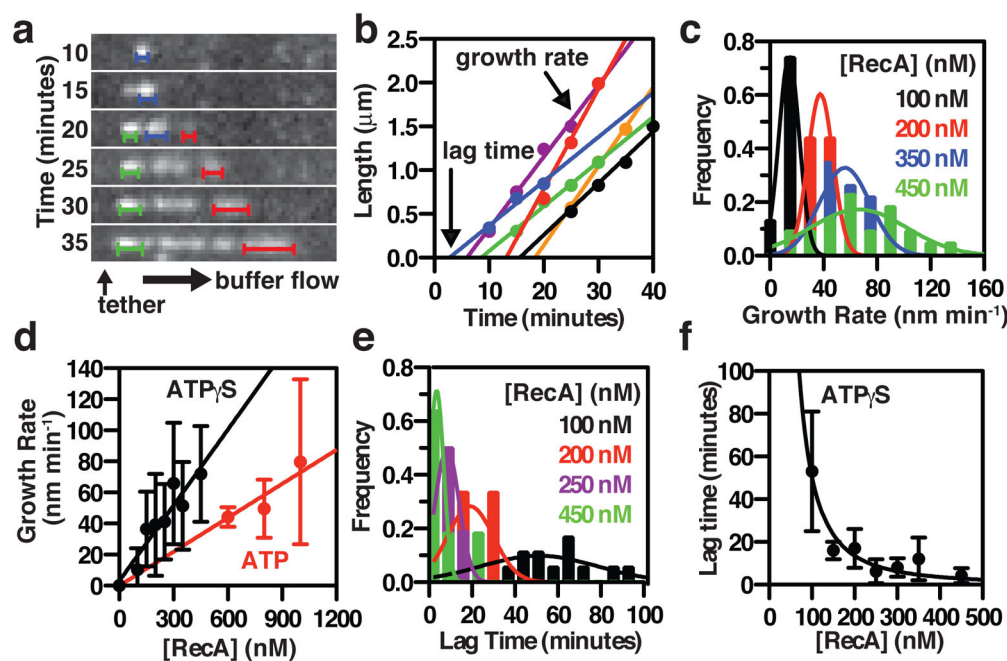 a
Time (minutes)
10
15
20
25
30
35
tether
buffer flow
b
growth rate
lag time
Length (μm)
2.5
2.0
1.5
1.0
0.5
0.0
0 10 20 30 40
Time (minutes)
c
[RecA] (nM)
100 nM
200 nM
350 nM
450 nM
Frequency
0.8
0.6
0.4
0.2
0.0
0 40 80 120 160
Growth Rate (nm min⁻¹)
d
ATPγS
ATP
Growth Rate
(nm min⁻¹)
140
120
100
80
60
40
20
0
0 300 600 900 1200
[RecA] (nM)
e
[RecA] (nM)
100 nM
200 nM
250 nM
450 nM
Frequency
0.8
0.6
0.4
0.2
0.0
0 20 40 60 80 100
Lag Time (minutes)
f
ATPγS
Lag time (minutes)
100
80
60
40
20
0
0 100 200 300 400 500
[RecA] (nM)